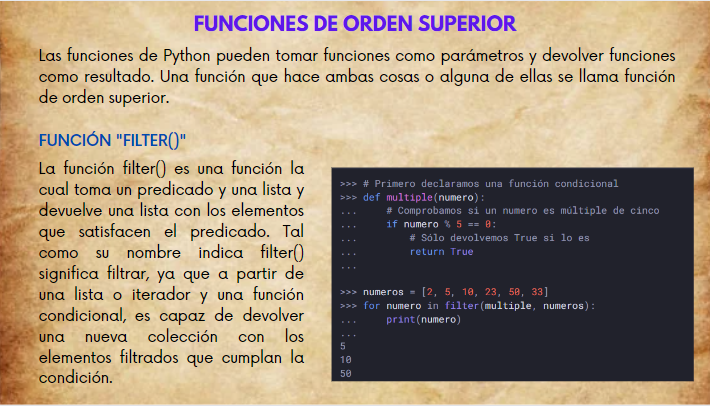 FUNCIONES DE ORDEN SUPERIOR
Las funciones de Python pueden tomar funciones como parámetros y devolver funciones
como resultado. Una función que hace ambas cosas o alguna de ellas se llama función
de orden superior.
FUNCIÓN "FILTER()"
La función filter() es una función la
cual toma un predicado y una lista y
devuelve una lista con los elementos
que satisfacen el predicado. Tal
como su nombre indica filter()
significa filtrar, ya que a partir de
una lista o iterador y una función
condicional, es capaz de devolver
una nueva colección con los
elementos filtrados que cumplan la
condición.
>>> # Primero declaramos una función condicional
>>> def multiple(numero):
...     # Comprobamos si un numero es múltiple de cinco
...     if numero % 5 == 0:
...         # Sólo devolvemos True si lo es
...         return True
...
>>> numeros = [2, 5, 10, 23, 50, 33]
>>> for numero in filter(multiple, numeros):
...     print(numero)
...
5
10
50